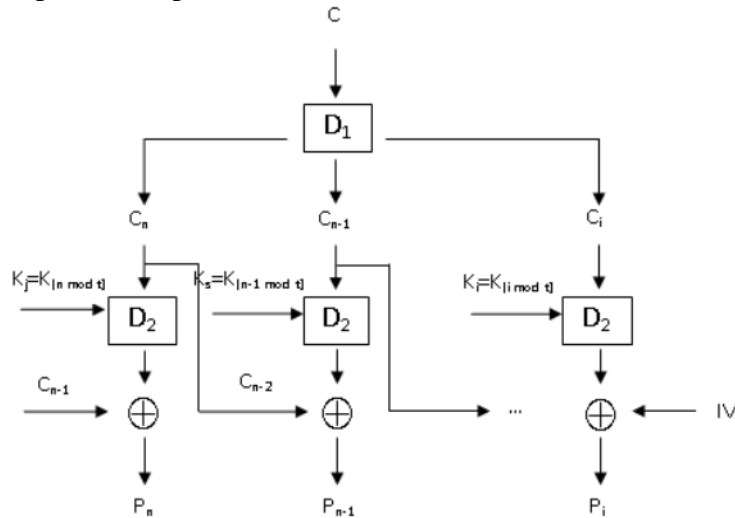 C
D₁
Cₙ Cₙ₋₁ Cᵢ
Kⱼ=K[n mod t] Kₛ=K[n-1 mod t] Kᵢ=K[i mod t]
D₂ D₂ D₂
Cₙ₋₁ Cₙ₋₂ ... IV
Pₙ Pₙ₋₁ Pᵢ